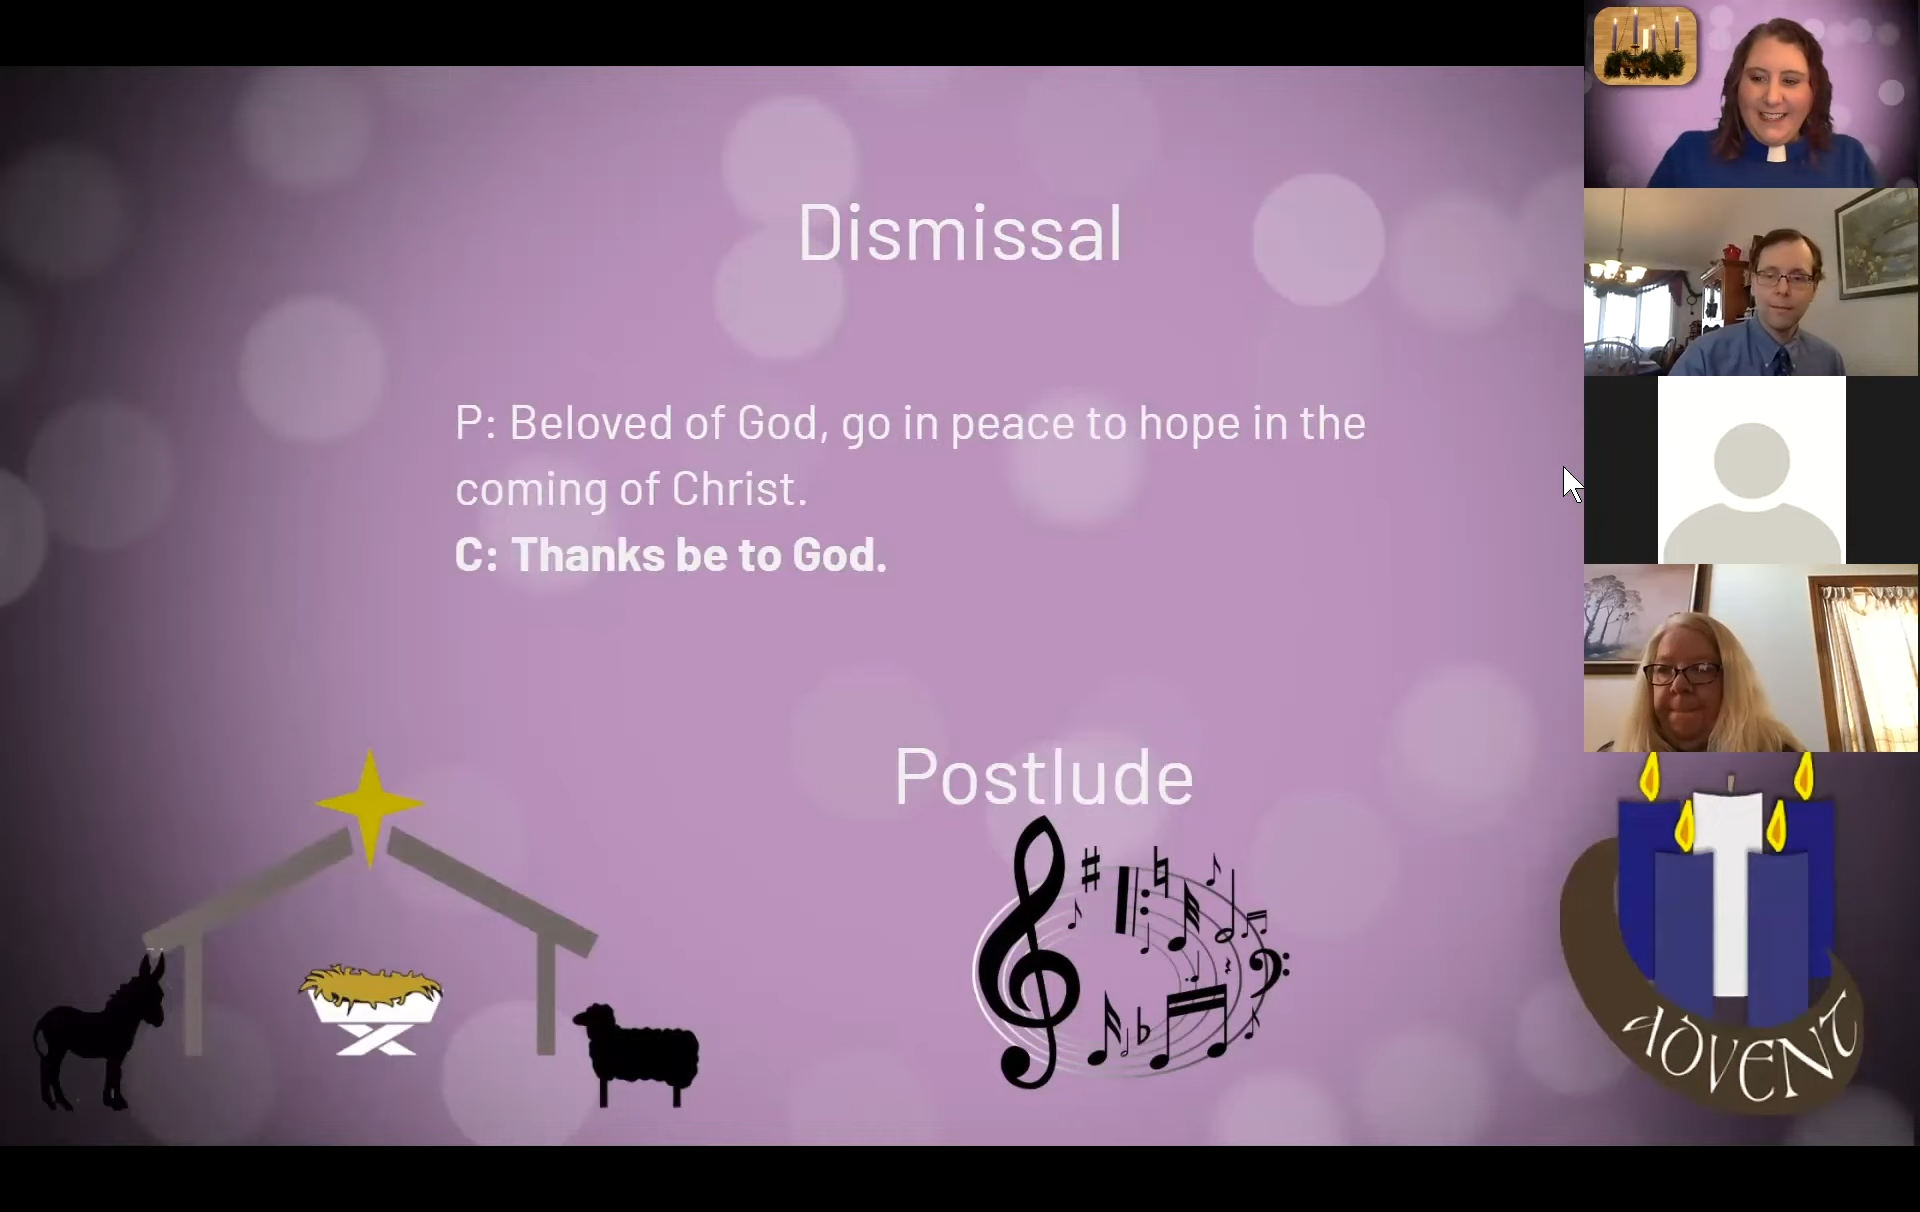 Dismissal
P: Beloved of God, go in peace to hope in the
coming of Christ.
C: Thanks be to God.
Postlude
ADVENT